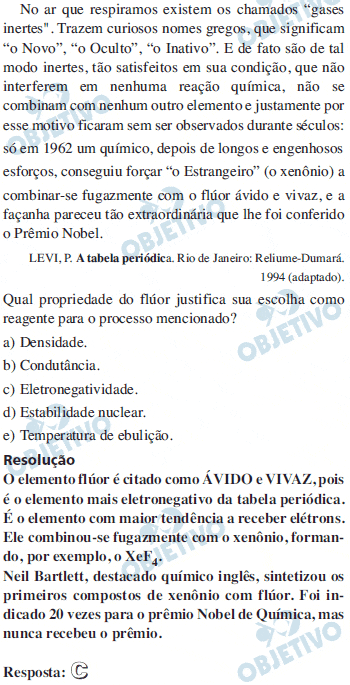 No ar que respiramos existem os chamados “gases
inertes". Trazem curiosos nomes gregos, que significam
“o Novo”, “o Oculto”, “o Inativo”. E de fato são de tal
modo inertes, tão satisfeitos em sua condição, que não
interferem em nenhuma reação química, não se
combinam com nenhum outro elemento e justamente por
esse motivo ficaram sem ser observados durante séculos:
só em 1962 um químico, depois de longos e engenhosos
esforços, conseguiu forçar “o Estrangeiro” (o xenônio) a
combinar-se fugazmente com o flúor ávido e vivaz, e a
façanha pareceu tão extraordinária que lhe foi conferido
o Prêmio Nobel.
LEVI, P. A tabela periódica. Rio de Janeiro: Reliume-Dumará.
1994 (adaptado).
Qual propriedade do flúor justifica sua escolha como
reagente para o processo mencionado?
a) Densidade.
b) Condutância.
c) Eletronegatividade.
d) Estabilidade nuclear.
e) Temperatura de ebulição.
Resolução
O elemento flúor é citado como ÁVIDO e VIVAZ, pois
é o elemento mais eletronegativo da tabela periódica.
É o elemento com maior tendência a receber elétrons.
Ele combinou-se fugazmente com o xenônio, forman-
do, por exemplo, o XeF₄.
Neil Bartlett, destacado químico inglês, sintetizou os
primeiros compostos de xenônio com flúor. Foi in-
dicado 20 vezes para o prêmio Nobel de Química, mas
nunca recebeu o prêmio.
Resposta: C
OBJETIVO
OBJETIVO
OBJETIVO
OBJETIVO
OBJETIVO
OBJETIVO
OBJETIVO